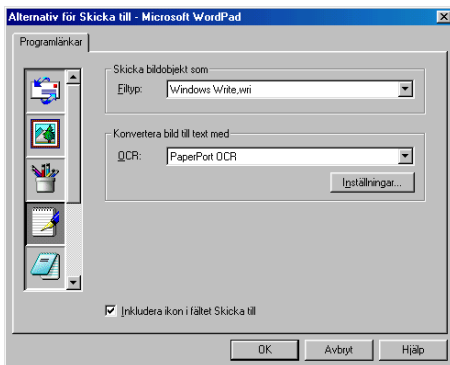 Alternativ för Skicka till - Microsoft WordPad
Programlänkar
Skicka bildobjekt som
Filtyp: Windows Write,wri
Konvertera bild till text med
OCR: PaperPort OCR
Inställningar...
Inkludera ikon i fältet Skicka till
OK Avbryt Hjälp